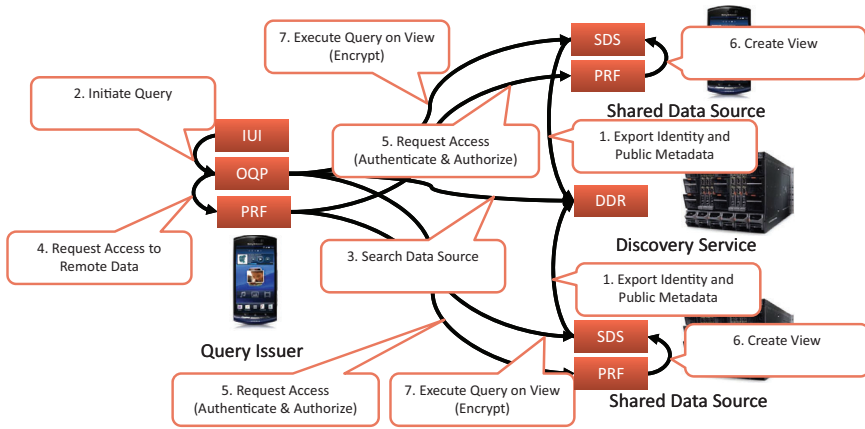 7. Execute Query on View
(Encrypt)
SDS
6. Create View
PRF
Shared Data Source
2. Initiate Query
5. Request Access
(Authenticate & Authorize)
1. Export Identity and
Public Metadata
IUI
OQP
PRF
DDR
4. Request Access to
Remote Data
3. Search Data Source
Discovery Service
1. Export Identity and
Public Metadata
Query Issuer
SDS
6. Create View
PRF
5. Request Access
(Authenticate & Authorize)
7. Execute Query on View
(Encrypt)
Shared Data Source